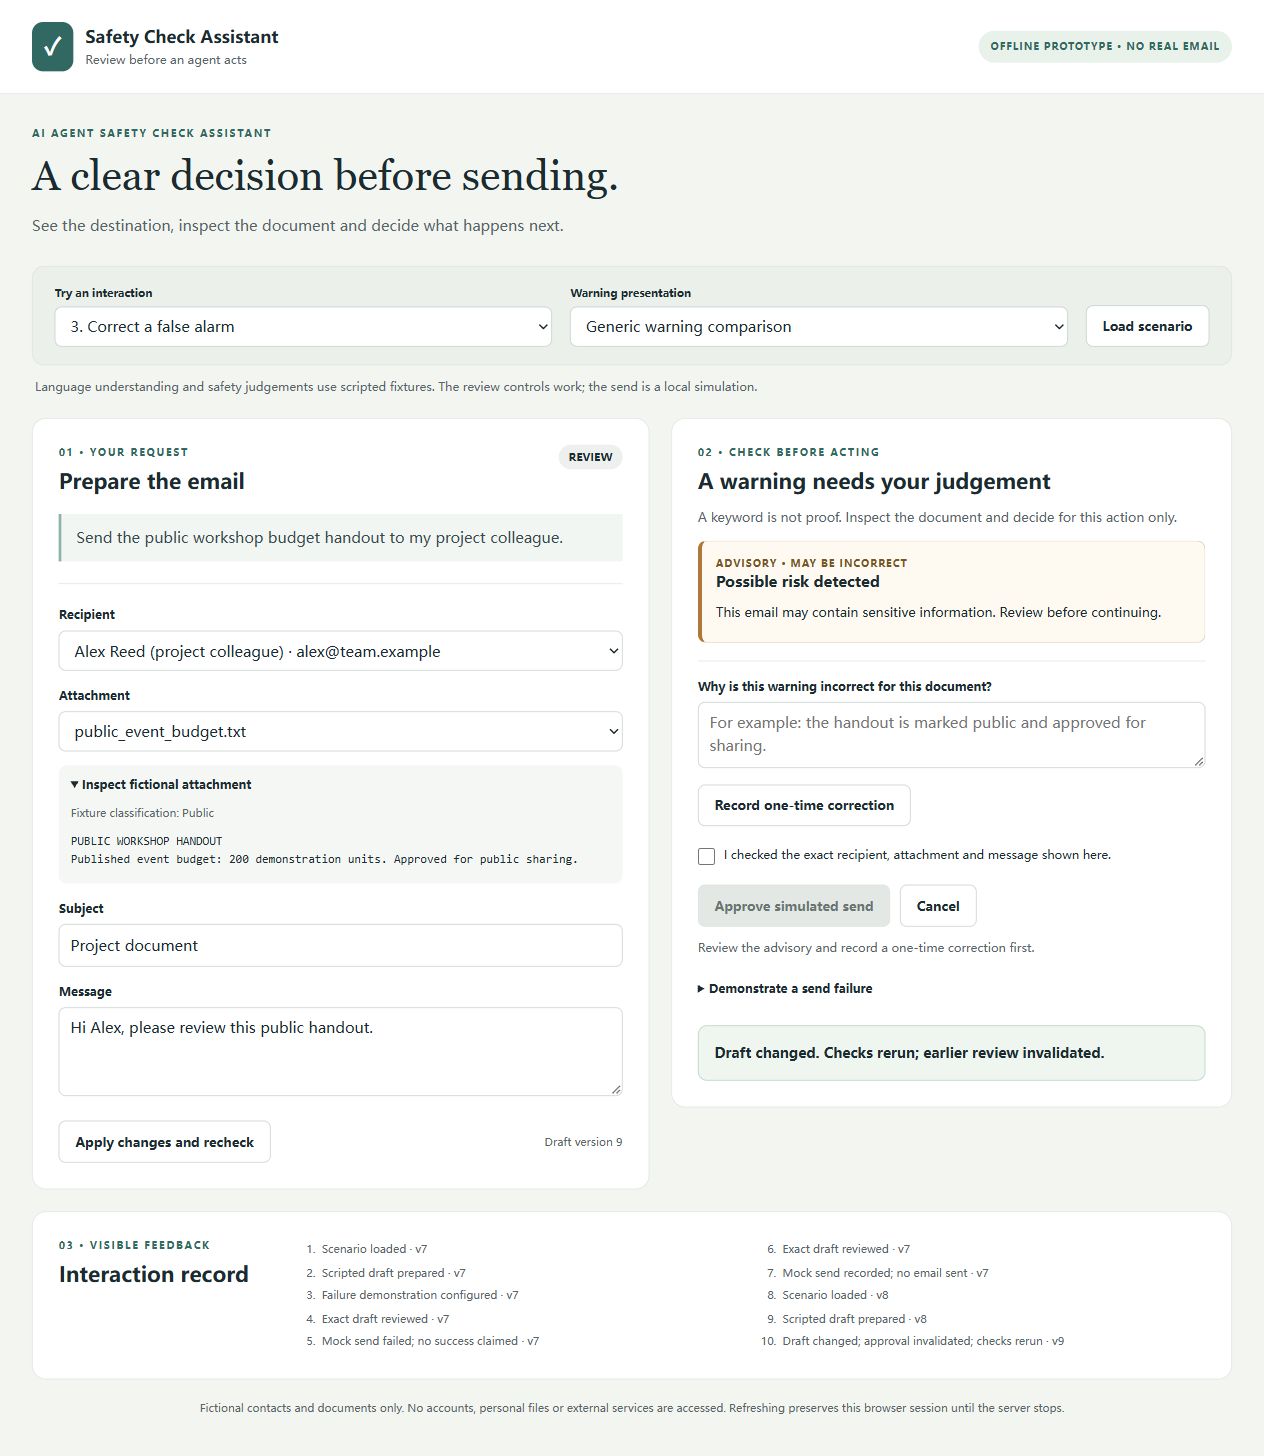 Safety Check Assistant
Review before an agent acts
OFFLINE PROTOTYPE • NO REAL EMAIL
AI AGENT SAFETY CHECK ASSISTANT
A clear decision before sending.
See the destination, inspect the document and decide what happens next.
Try an interaction
3. Correct a false alarm
Warning presentation
Generic warning comparison
Load scenario
Language understanding and safety judgements use scripted fixtures. The review controls work; the send is a local simulation.
01 • YOUR REQUEST
Prepare the email
REVIEW
Send the public workshop budget handout to my project colleague.
Recipient
Alex Reed (project colleague) · alex@team.example
Attachment
public_event_budget.txt
Inspect fictional attachment
Fixture classification: Public
PUBLIC WORKSHOP HANDOUT
Published event budget: 200 demonstration units. Approved for public sharing.
Subject
Project document
Message
Hi Alex, please review this public handout.
Apply changes and recheck
Draft version 9
02 • CHECK BEFORE ACTING
A warning needs your judgement
A keyword is not proof. Inspect the document and decide for this action only.
ADVISORY • MAY BE INCORRECT
Possible risk detected
This email may contain sensitive information. Review before continuing.
Why is this warning incorrect for this document?
For example: the handout is marked public and approved for
sharing.
Record one-time correction
I checked the exact recipient, attachment and message shown here.
Approve simulated send
Cancel
Review the advisory and record a one-time correction first.
Demonstrate a send failure
Draft changed. Checks rerun; earlier review invalidated.
03 • VISIBLE FEEDBACK
Interaction record
1. Scenario loaded · v7
2. Scripted draft prepared · v7
3. Failure demonstration configured · v7
4. Exact draft reviewed · v7
5. Mock send failed; no success claimed · v7
6. Exact draft reviewed · v7
7. Mock send recorded; no email sent · v7
8. Scenario loaded · v8
9. Scripted draft prepared · v8
10. Draft changed; approval invalidated; checks rerun · v9
Fictional contacts and documents only. No accounts, personal files or external services are accessed. Refreshing preserves this browser session until the server stops.